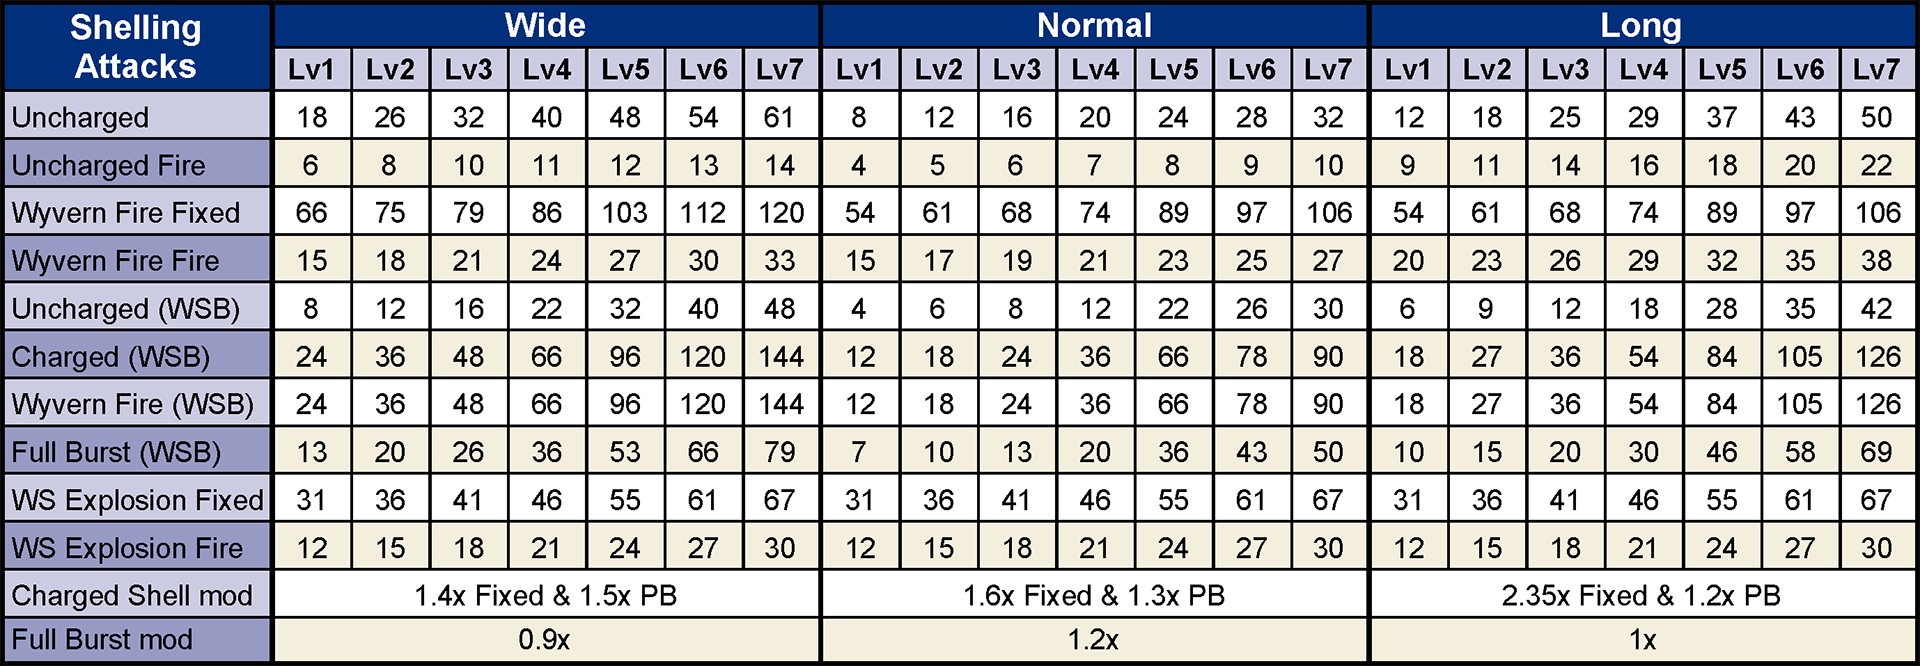 Shelling Attacks Wide Normal Long
Lv1 Lv2 Lv3 Lv4 Lv5 Lv6 Lv7 Lv1 Lv2 Lv3 Lv4 Lv5 Lv6 Lv7 Lv1 Lv2 Lv3 Lv4 Lv5 Lv6 Lv7
Uncharged 18 26 32 40 48 54 61 8 12 16 20 24 28 32 12 18 25 29 37 43 50
Uncharged Fire 6 8 10 11 12 13 14 4 5 6 7 8 9 10 9 11 14 16 18 20 22
Wyvern Fire Fixed 66 75 79 86 103 112 120 54 61 68 74 89 97 106 54 61 68 74 89 97 106
Wyvern Fire Fire 15 18 21 24 27 30 33 15 17 19 21 23 25 27 20 23 26 29 32 35 38
Uncharged (WSB) 8 12 16 22 32 40 48 4 6 8 12 22 26 30 6 9 12 18 28 35 42
Charged (WSB) 24 36 48 66 96 120 144 12 18 24 36 66 78 90 18 27 36 54 84 105 126
Wyvern Fire (WSB) 24 36 48 66 96 120 144 12 18 24 36 66 78 90 18 27 36 54 84 105 126
Full Burst (WSB) 13 20 26 36 53 66 79 7 10 13 20 36 43 50 10 15 20 30 46 58 69
WS Explosion Fixed 31 36 41 46 55 61 67 31 36 41 46 55 61 67 31 36 41 46 55 61 67
WS Explosion Fire 12 15 18 21 24 27 30 12 15 18 21 24 27 30 12 15 18 21 24 27 30
Charged Shell mod 1.4x Fixed & 1.5x PB 1.6x Fixed & 1.3x PB 2.35x Fixed & 1.2x PB
Full Burst mod 0.9x 1.2x 1x